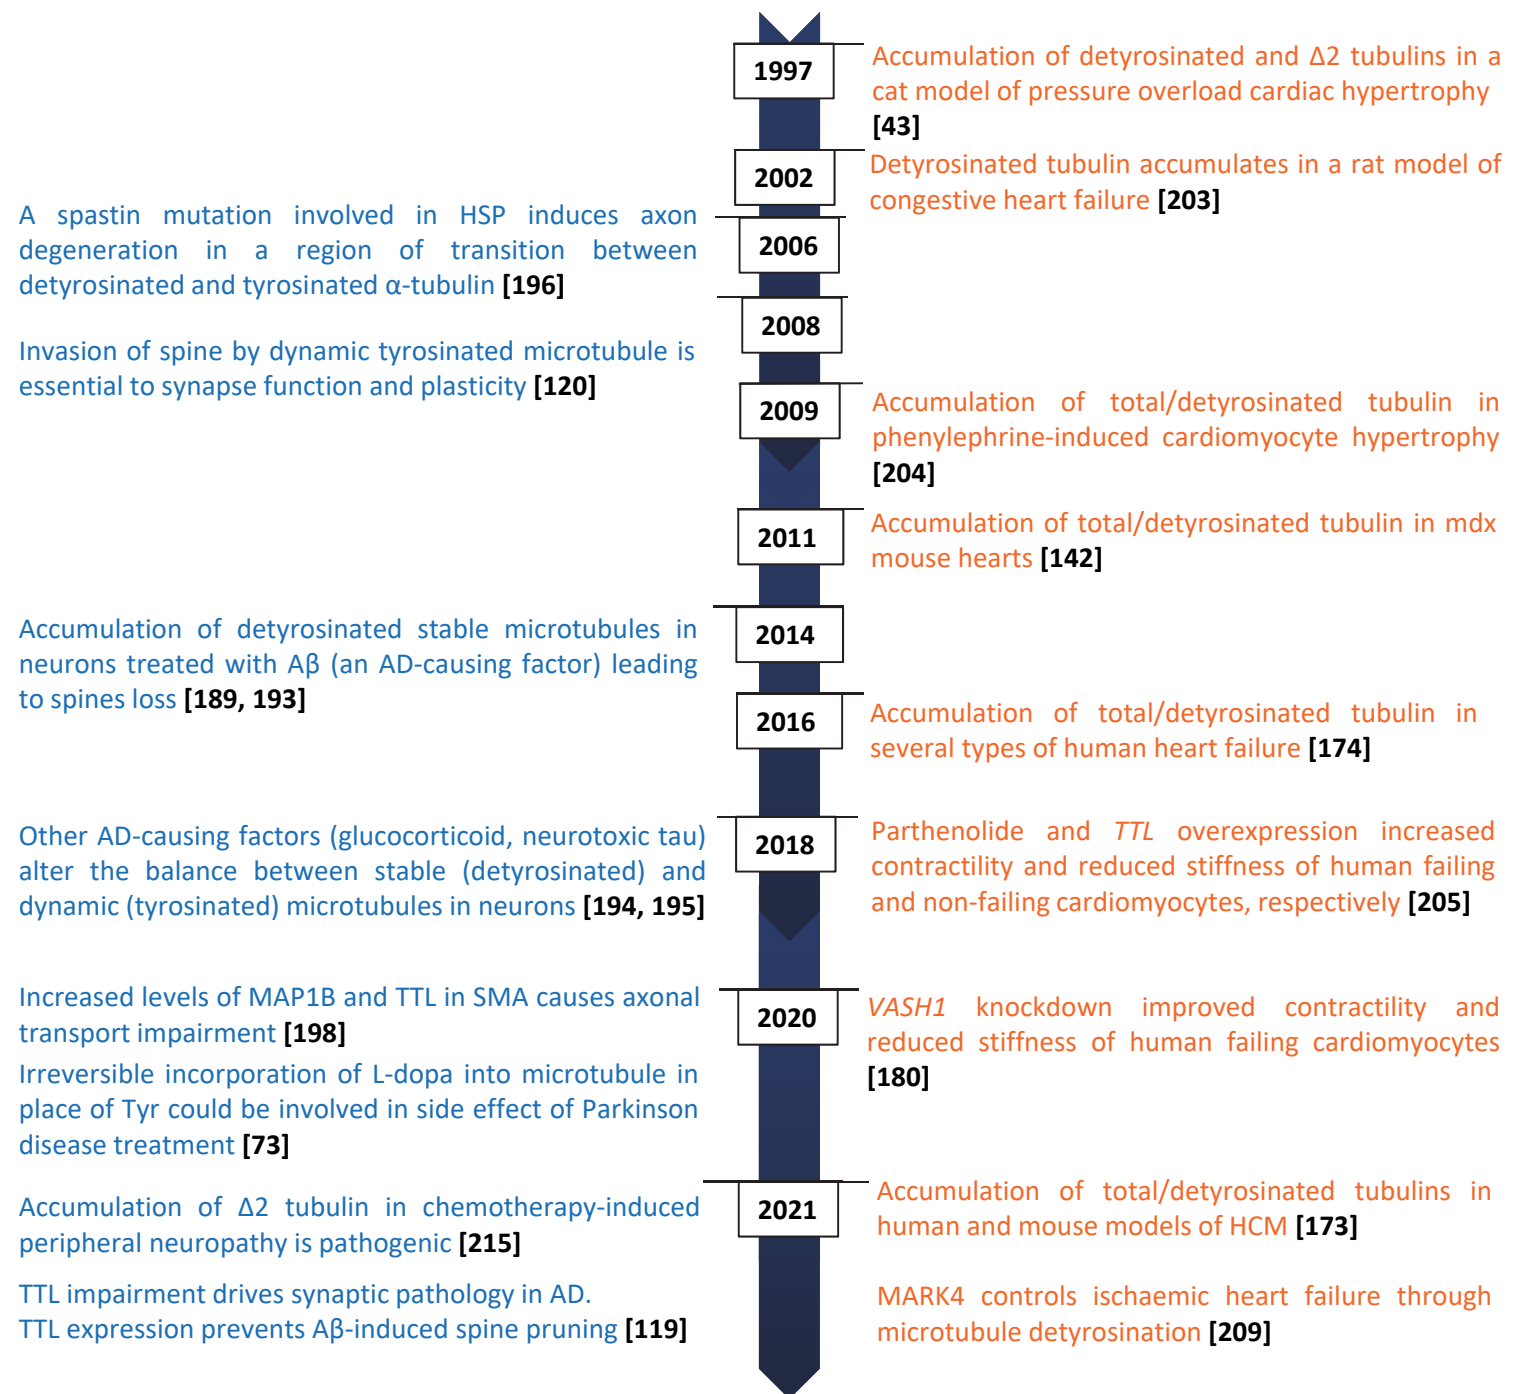 1997
Accumulation of detyrosinated and Δ2 tubulins in a
cat model of pressure overload cardiac hypertrophy
[43]
2002
Detyrosinated tubulin accumulates in a rat model of
congestive heart failure [203]
A spastin mutation involved in HSP induces axon
degeneration in a region of transition between
detyrosinated and tyrosinated α-tubulin [196]
2006
2008
Invasion of spine by dynamic tyrosinated microtubule is
essential to synapse function and plasticity [120]
2009
Accumulation of total/detyrosinated tubulin in
phenylephrine-induced cardiomyocyte hypertrophy
[204]
2011
Accumulation of total/detyrosinated tubulin in mdx
mouse hearts [142]
Accumulation of detyrosinated stable microtubules in
neurons treated with Aβ (an AD-causing factor) leading
to spines loss [189, 193]
2014
2016
Accumulation of total/detyrosinated tubulin in
several types of human heart failure [174]
Other AD-causing factors (glucocorticoid, neurotoxic tau)
alter the balance between stable (detyrosinated) and
dynamic (tyrosinated) microtubules in neurons [194, 195]
2018
Parthenolide and TTL overexpression increased
contractility and reduced stiffness of human failing
and non-failing cardiomyocytes, respectively [205]
Increased levels of MAP1B and TTL in SMA causes axonal
transport impairment [198]
Irreversible incorporation of L-dopa into microtubule in
place of Tyr could be involved in side effect of Parkinson
disease treatment [73]
2020
VASH1 knockdown improved contractility and
reduced stiffness of human failing cardiomyocytes
[180]
Accumulation of Δ2 tubulin in chemotherapy-induced
peripheral neuropathy is pathogenic [215]
TTL impairment drives synaptic pathology in AD.
TTL expression prevents Aβ-induced spine pruning [119]
2021
Accumulation of total/detyrosinated tubulins in
human and mouse models of HCM [173]
MARK4 controls ischaemic heart failure through
microtubule detyrosination [209]